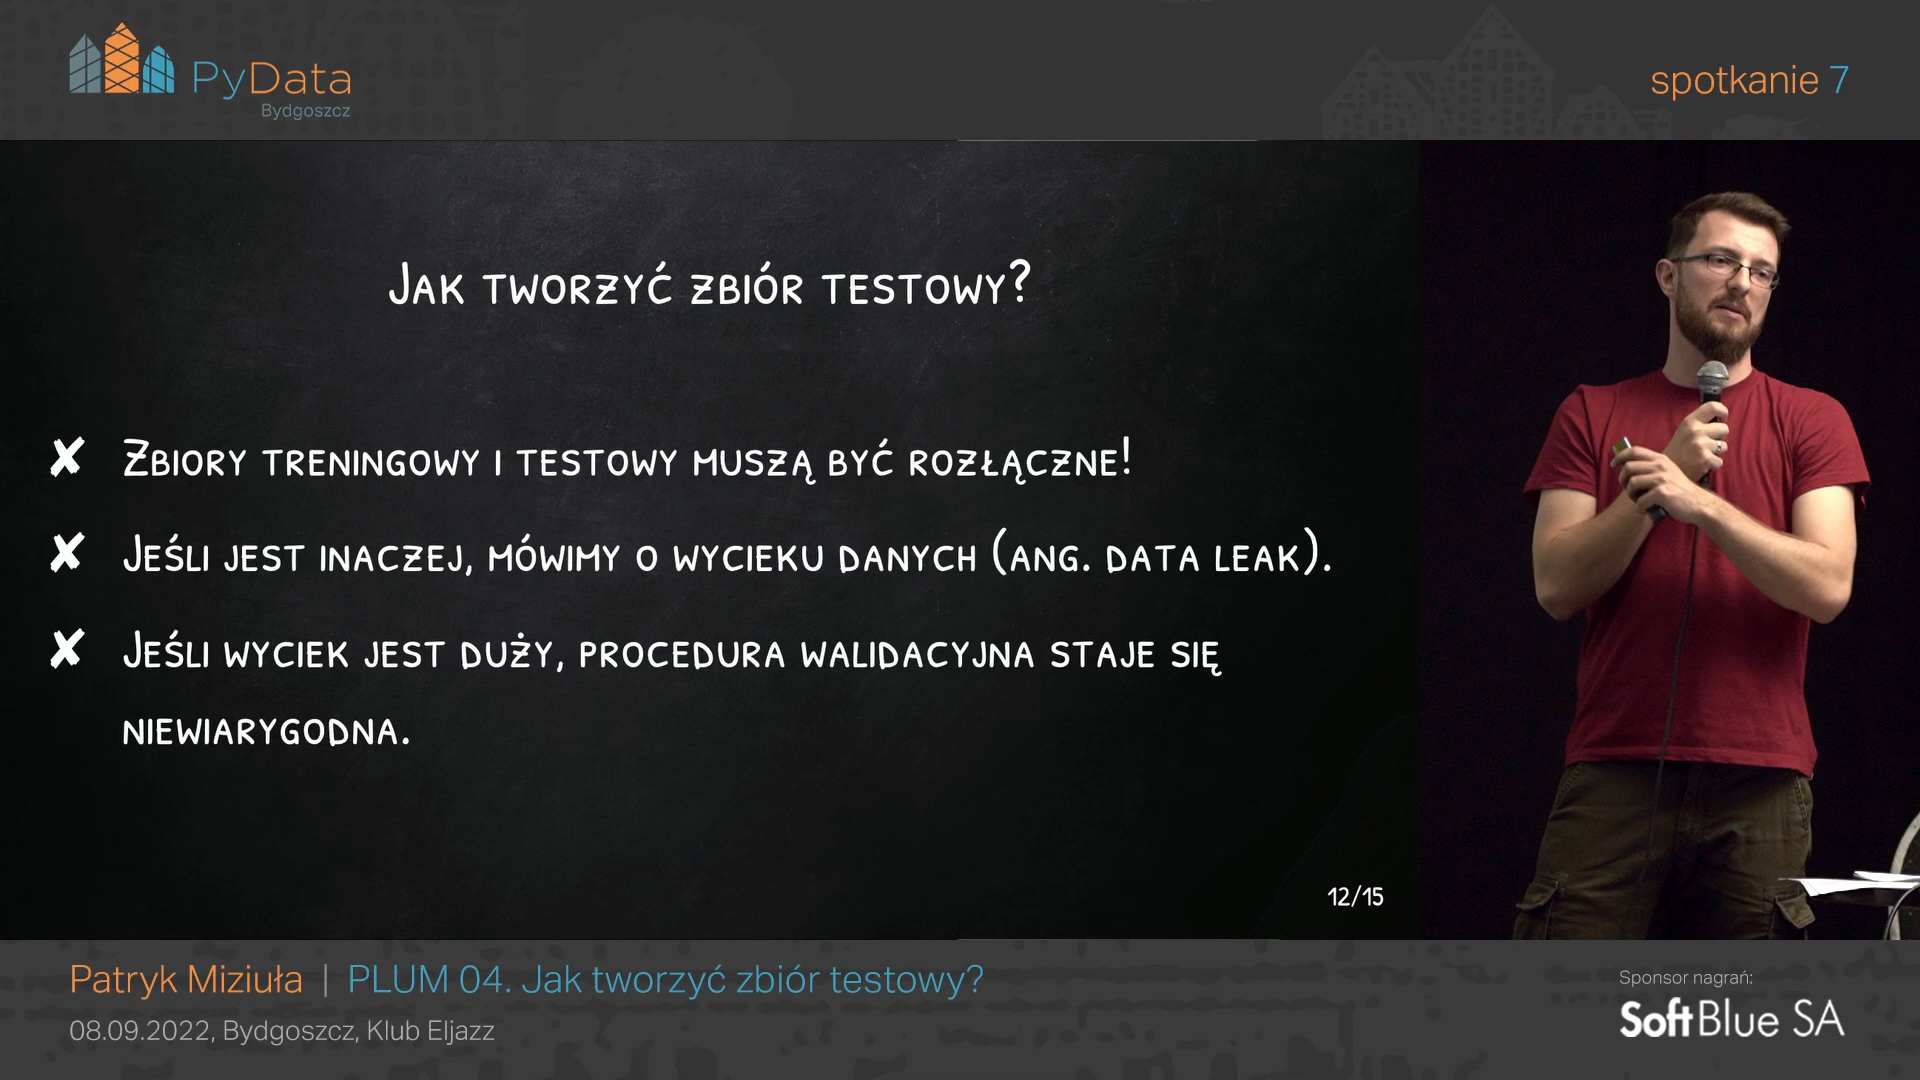 PyData
Bydgoszcz
spotkanie 7
Jak tworzyć zbiór testowy?
✘ Zbiory treningowy i testowy muszą być rozłączne!
✘ Jeśli jest inaczej, mówimy o wycieku danych (ang. data leak).
✘ Jeśli wyciek jest duży, procedura walidacyjna staje się
niewiarygodna.
12/15
Patryk Miziuła | PLUM 04. Jak tworzyć zbiór testowy?
08.09.2022, Bydgoszcz, Klub Eljazz
Sponsor nagrań:
SoftBlue SA